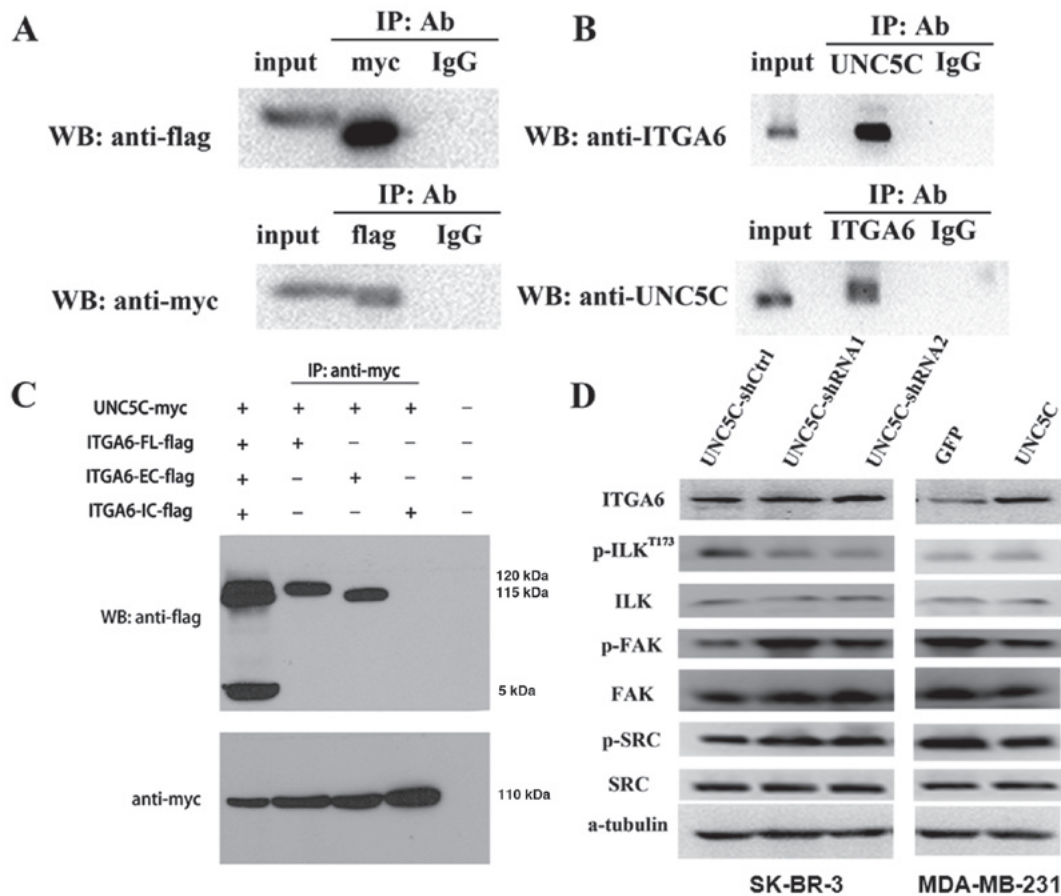 A
IP: Ab
input myc IgG
WB: anti-flag
IP: Ab
input flag IgG
WB: anti-myc
B
IP: Ab
input UNC5C IgG
WB: anti-ITGA6
IP: Ab
input ITGA6 IgG
WB: anti-UNC5C
C
IP: anti-myc
UNC5C-myc + + + + –
ITGA6-FL-flag + + – – –
ITGA6-EC-flag + – + – –
ITGA6-IC-flag + – – + –
120 kDa
115 kDa
WB: anti-flag
5 kDa
anti-myc
110 kDa
D
UNC5C-shCtrl
UNC5C-shRNA1
UNC5C-shRNA2
GFP
UNC5C
ITGA6
p-ILKT173
ILK
p-FAK
FAK
p-SRC
SRC
a-tubulin
SK-BR-3
MDA-MB-231